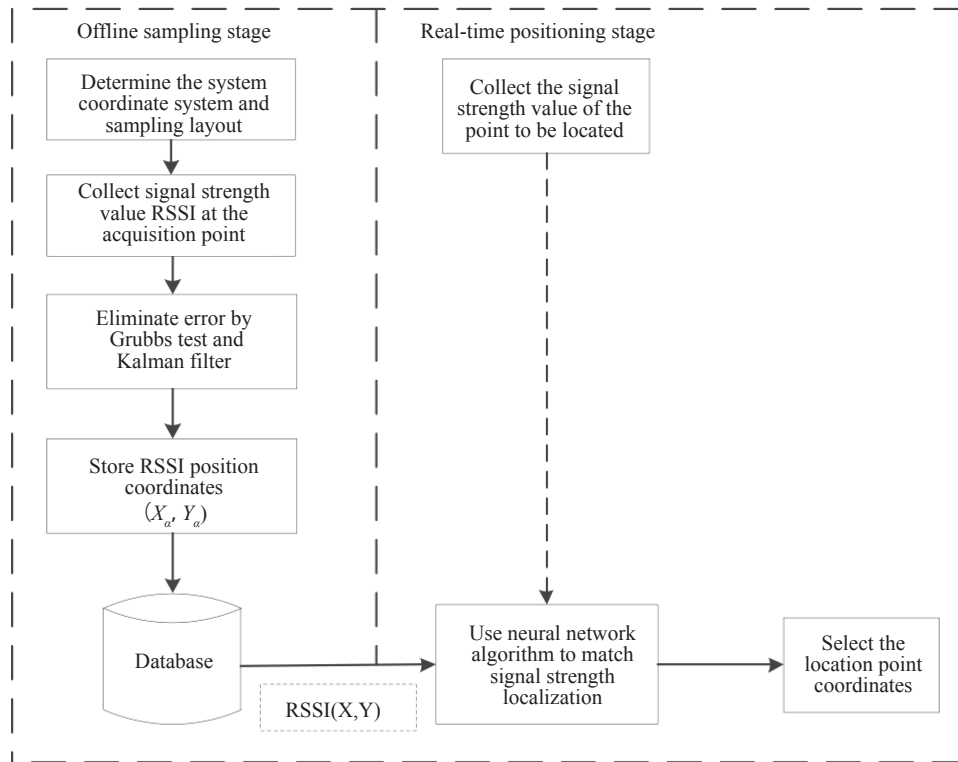 Offline sampling stage
Determine the system
coordinate system and
sampling layout
Collect signal strength
value RSSI at the
acquisition point
Eliminate error by
Grubbs test and
Kalman filter
Store RSSI position
coordinates
(Xα, Yα)
Database
RSSI(X,Y)
Real-time positioning stage
Collect the signal
strength value of the
point to be located
Use neural network
algorithm to match
signal strength
localization
Select the
location point
coordinates